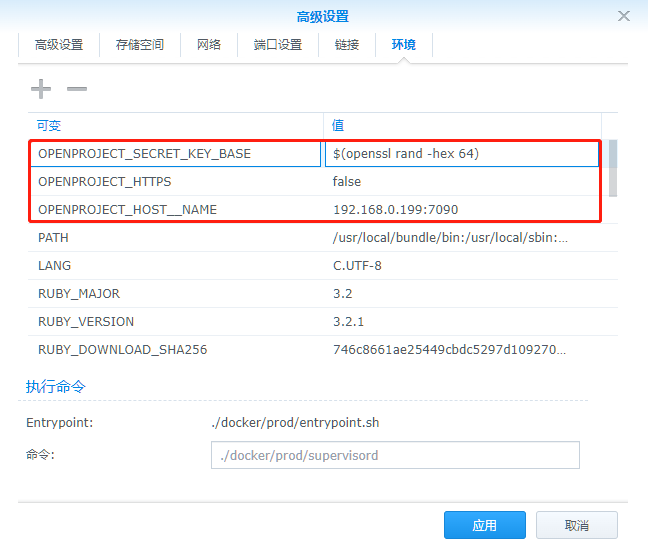 高级设置
高级设置 存储空间 网络 端口设置 链接 环境
可变 值
OPENPROJECT_SECRET_KEY_BASE $(openssl rand -hex 64)
OPENPROJECT_HTTPS false
OPENPROJECT_HOST__NAME 192.168.0.199:7090
PATH /usr/local/bundle/bin:/usr/local/sbin:...
LANG C.UTF-8
RUBY_MAJOR 3.2
RUBY_VERSION 3.2.1
RUBY_DOWNLOAD_SHA256 746c8661ae25449cbdc5297d109270...
执行命令
Entrypoint: ./docker/prod/entrypoint.sh
命令: ./docker/prod/supervisord
应用 取消